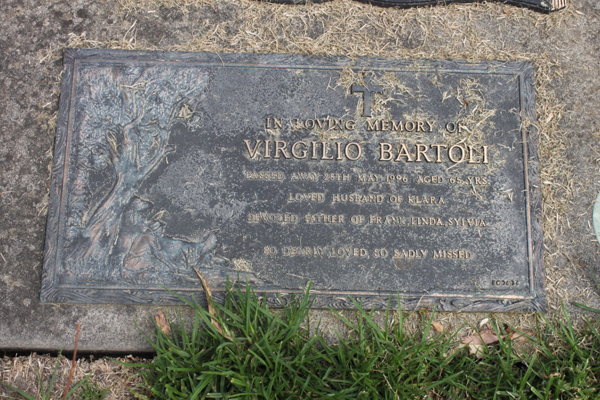 IN LOVING MEMORY OF
VIRGILIO BARTOLI
PASSED AWAY 28TH MAY 1996 AGED 65 YRS.
LOVED HUSBAND OF KLARA
DEVOTED FATHER OF FRANK, LINDA, SYLVIA
SO DEARLY LOVED, SO SADLY MISSED